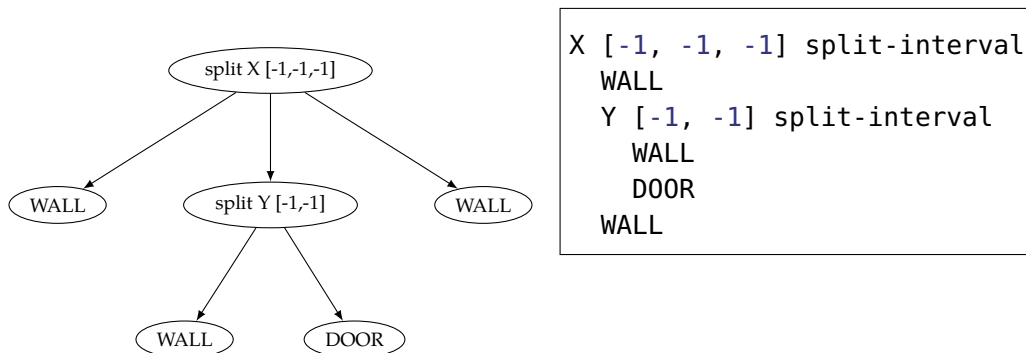 split X [-1,-1,-1]
WALL
split Y [-1,-1]
WALL
WALL
DOOR
X [-1, -1, -1] split-interval
WALL
Y [-1, -1] split-interval
WALL
DOOR
WALL